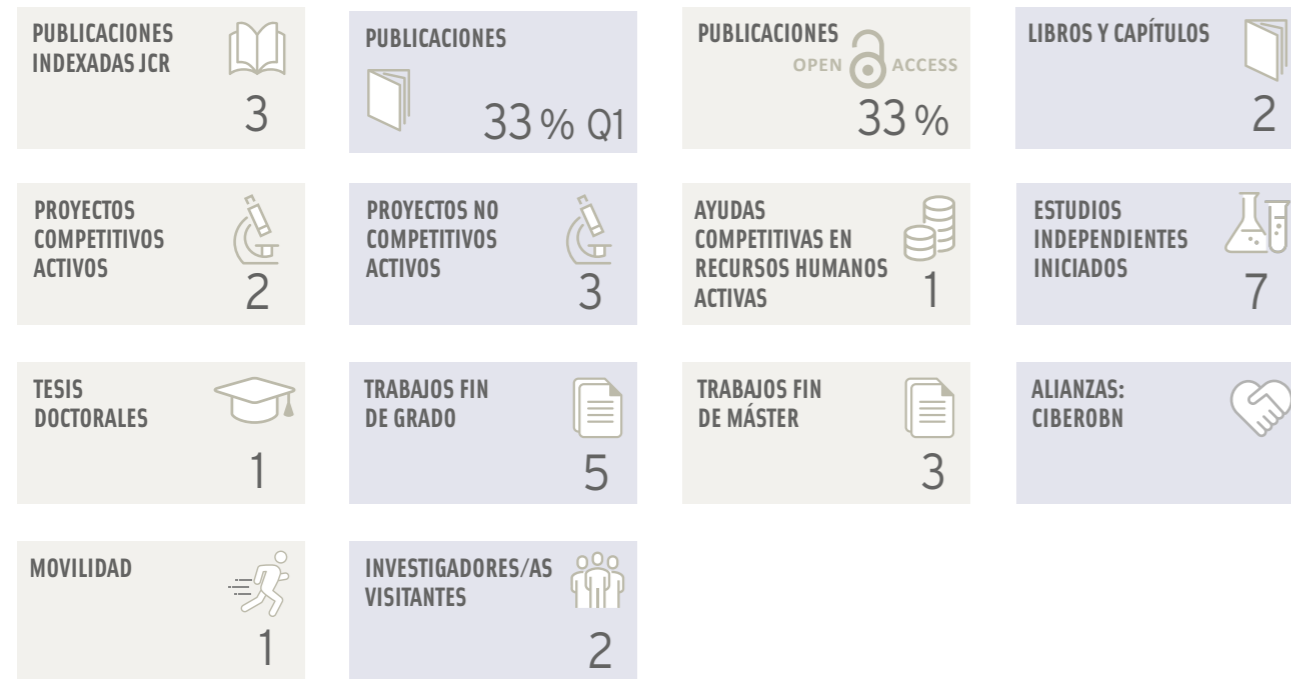 PUBLICACIONES
INDEXADAS JCR
3
PUBLICACIONES
33 % Q1
PUBLICACIONES
OPEN ACCESS
33 %
LIBROS Y CAPÍTULOS
2
PROYECTOS
COMPETITIVOS
ACTIVOS
2
PROYECTOS NO
COMPETITIVOS
ACTIVOS
3
AYUDAS
COMPETITIVAS EN
RECURSOS HUMANOS
ACTIVAS
1
ESTUDIOS
INDEPENDIENTES
INICIADOS
7
TESIS
DOCTORALES
1
TRABAJOS FIN
DE GRADO
5
TRABAJOS FIN
DE MÁSTER
3
ALIANZAS:
CIBEROBN
MOVILIDAD
1
INVESTIGADORES/AS
VISITANTES
2